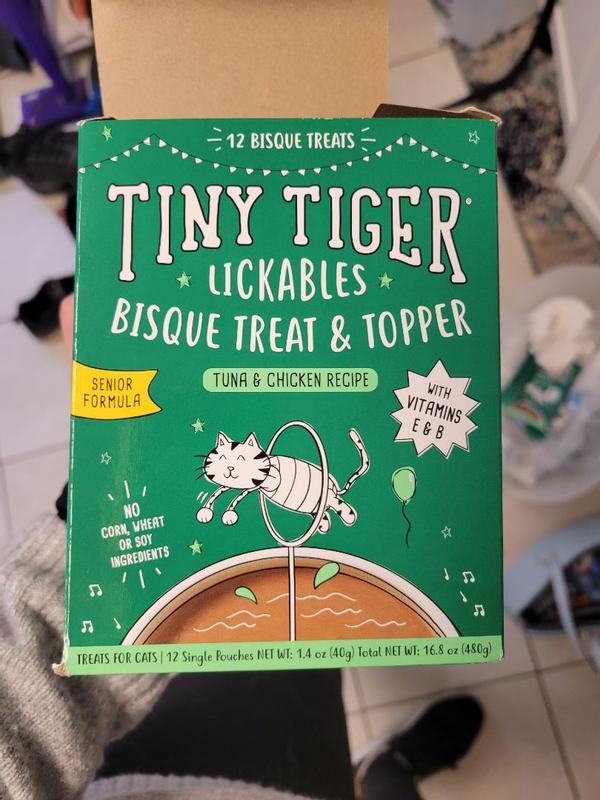 12 BISQUE TREATS
TINY TIGER®
LICKABLES
BISQUE TREAT & TOPPER
TUNA & CHICKEN RECIPE
SENIOR
FORMULA
WITH
VITAMINS
E & B
NO
CORN, WHEAT
OR SOY
INGREDIENTS
TREATS FOR CATS | 12 Single Pouches NET WT: 1.4 oz (40g) Total NET WT: 16.8 oz (480g)